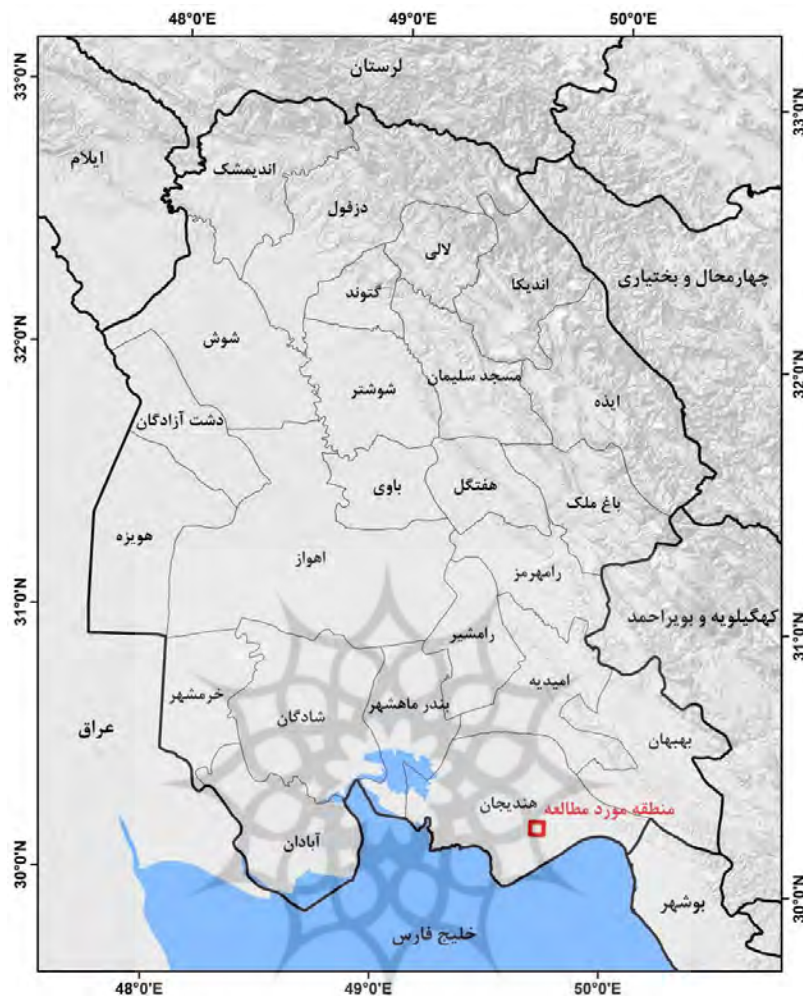 48°0'E 49°0'E 50°0'E
33°0'N
33°0'N
32°0'N
32°0'N
31°0'N
31°0'N
30°0'N
30°0'N
لرستان
ایلام
اندیمشک
دزفول
لالی
چهارمحال و بختیاری
اندیکا
گتوند
شوش
مسجد سلیمان
شوشتر
ایذه
دشت آزادگان
هفتگل
باوی
باغ ملک
هویزه
اهواز
رامهرمز
کهگیلویه و بویراحمد
رامشیر
امیدیه
خرمشهر
بندر ماهشهر
شادگان
عراق
بهبهان
هندیجان
منطقه مورد مطالعه
آبادان
بوشهر
خلیج فارس
48°0'E 49°0'E 50°0'E